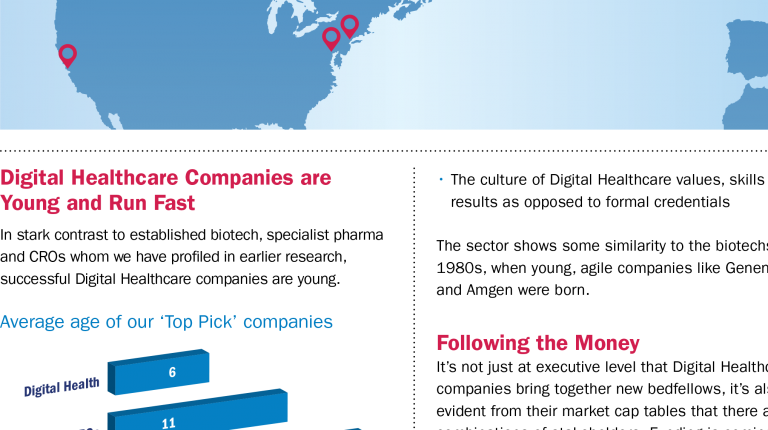 Digital Healthcare Companies are
Young and Run Fast
In stark contrast to established biotech, specialist pharma
and CROs whom we have profiled in earlier research,
successful Digital Healthcare companies are young.
Average age of our ‘Top Pick’ companies
Digital Health
6
11
· The culture of Digital Healthcare values, skills
results as opposed to formal credentials
The sector shows some similarity to the biotechs
1980s, when young, agile companies like Genen
and Amgen were born.
Following the Money
It’s not just at executive level that Digital Healthc
companies bring together new bedfellows, it’s als
evident from their market cap tables that there a